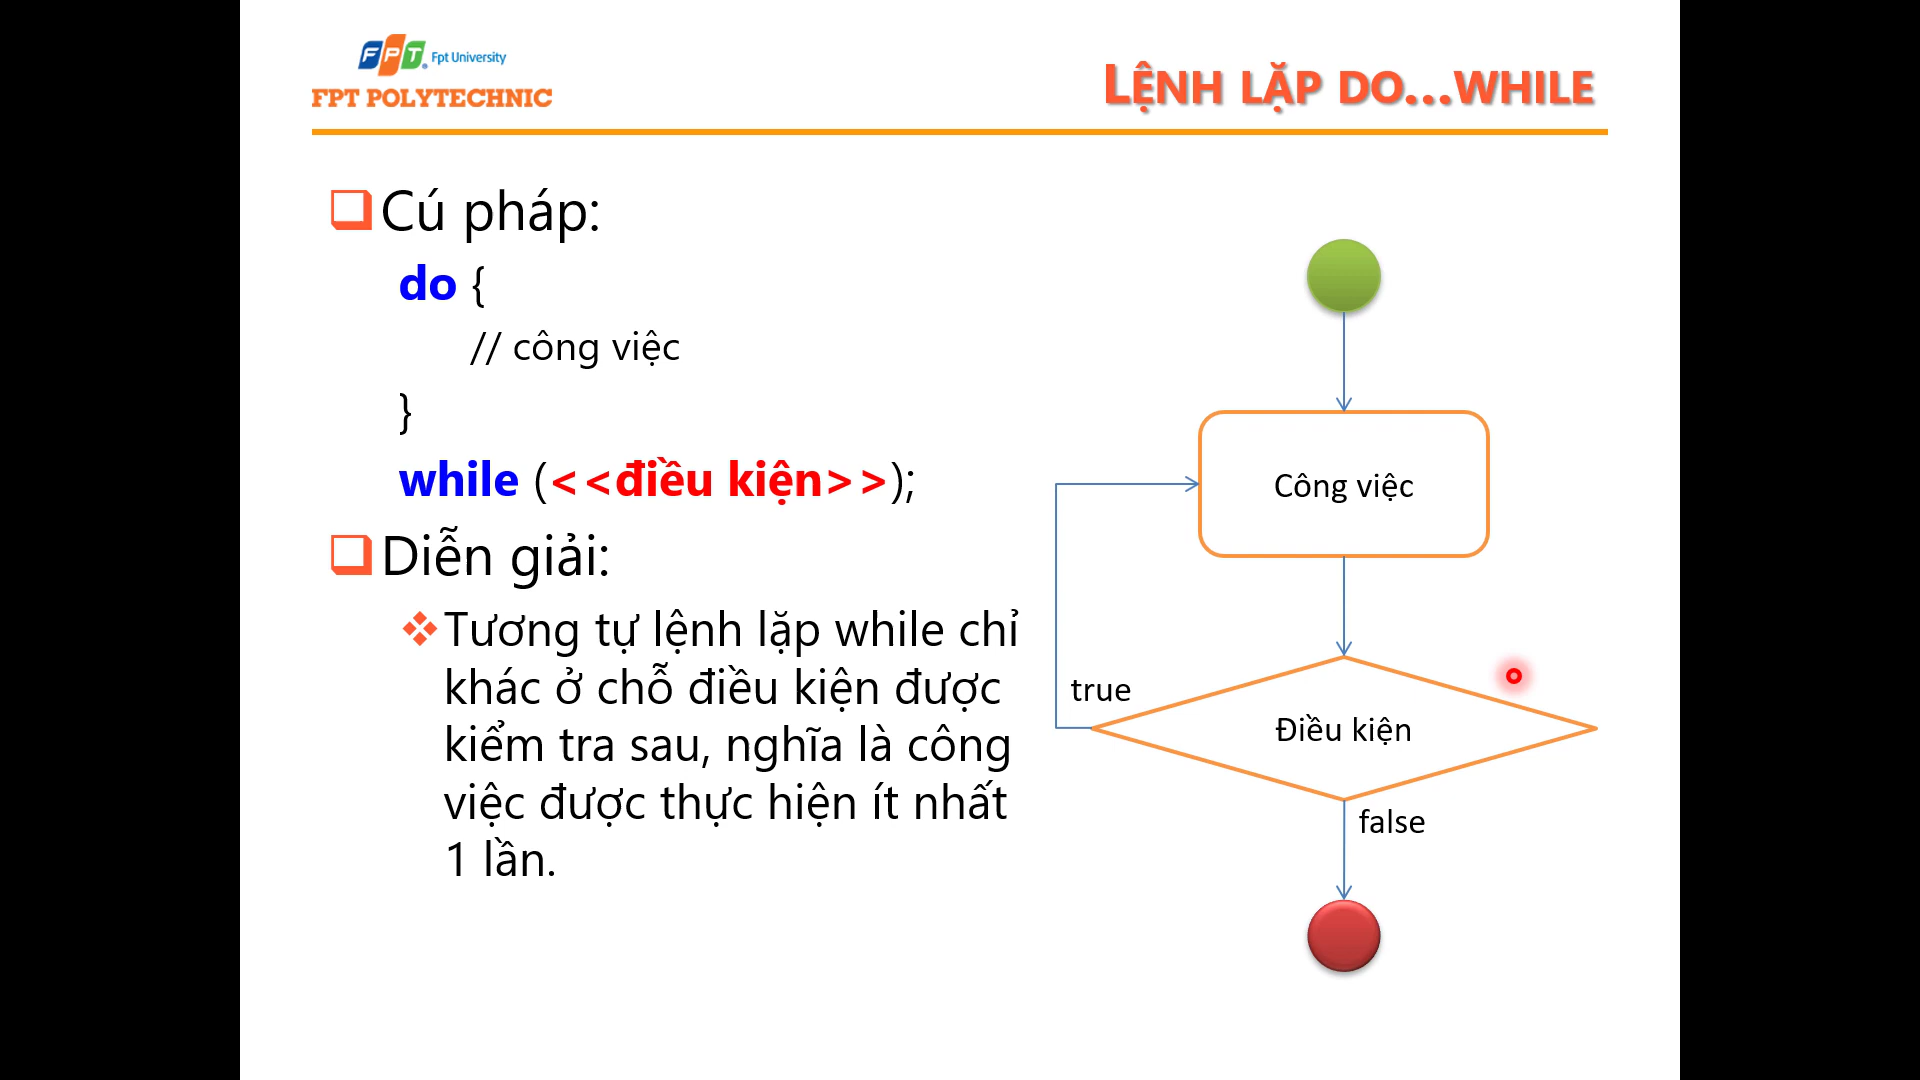 FPT. Fpt University
FPT POLYTECHNIC
LỆNH LẶP DO...WHILE
Cú pháp:
do {
// công việc
}
while (<<điều kiện>>);
Diễn giải:
Tương tự lệnh lặp while chỉ
khác ở chỗ điều kiện được
kiểm tra sau, nghĩa là công
việc được thực hiện ít nhất
1 lần.
Công việc
true
Điều kiện
false